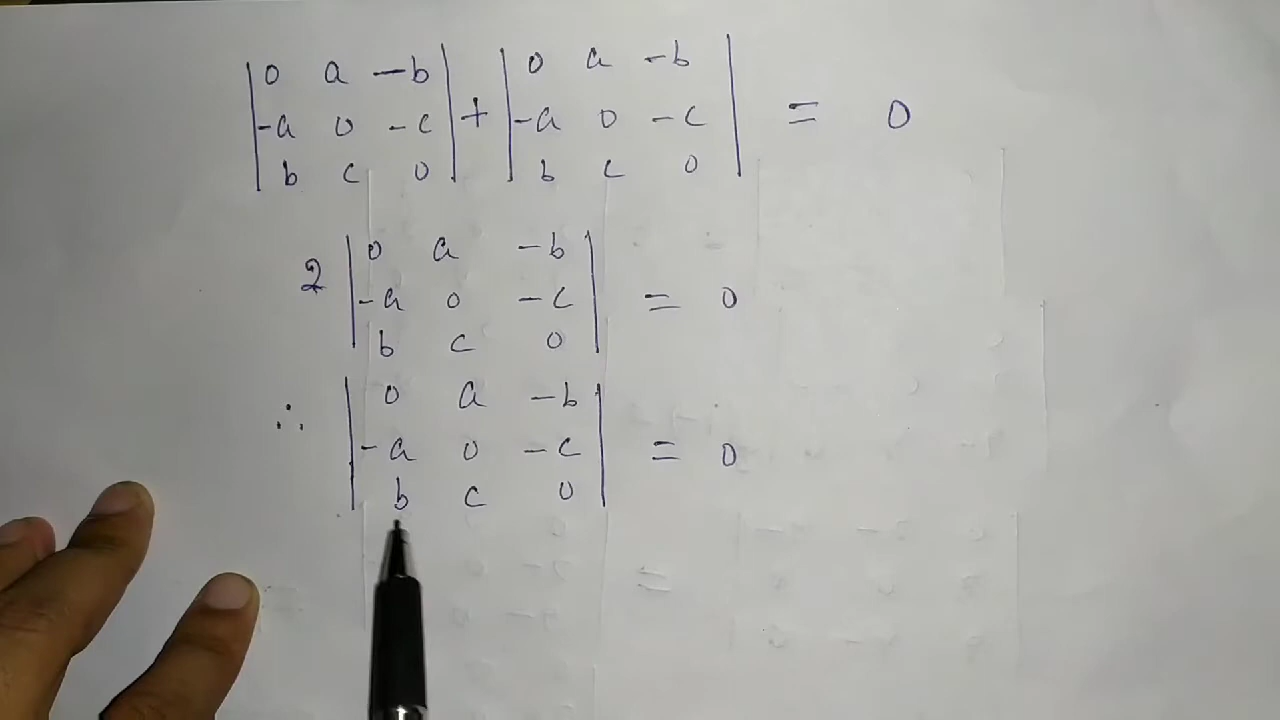 | 0 a -b | + | 0 a -b | = 0
| -a 0 -c | | -a 0 -c |
| b c 0 | | b c 0 |
2 | 0 a -b | = 0
| -a 0 -c |
| b c 0 |
∴ | 0 a -b | = 0
| -a 0 -c |
| b c 0 |